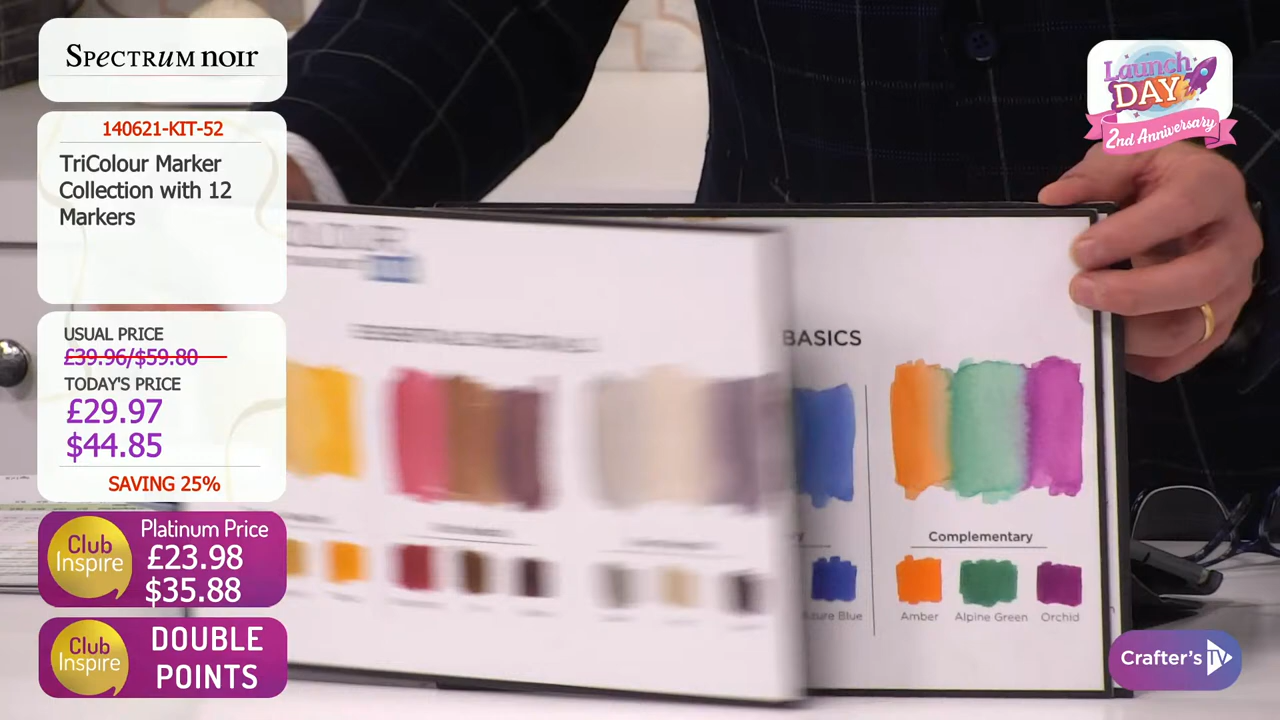 SPECTRUM NOIR
140621-KIT-52
TriColour Marker
Collection with 12
Markers
USUAL PRICE
£39.96/$59.80
TODAY'S PRICE
£29.97
$44.85
SAVING 25%
Club
Inspire
Platinum Price
£23.98
$35.88
Club
Inspire
DOUBLE
POINTS
Launch
DAY
2nd Anniversary
BASICS
Complementary
Azure Blue
Amber
Alpine Green
Orchid
Crafter's TV